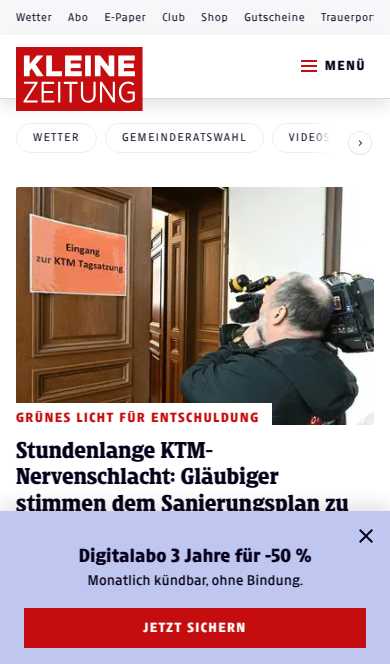 Wetter Abo E-Paper Club Shop Gutscheine Trauerport
KLEINE
ZEITUNG
MENÜ
WETTER GEMEINDERATSWAHL VIDEOS
Eingang
zur KTM Tagsatzung
GRÜNES LICHT FÜR ENTSCHULDUNG
Stundenlange KTM-
Nervenschlacht: Gläubiger
stimmen dem Sanierungsplan zu
Digitalabo 3 Jahre für -50 %
Monatlich kündbar, ohne Bindung.
JETZT SICHERN